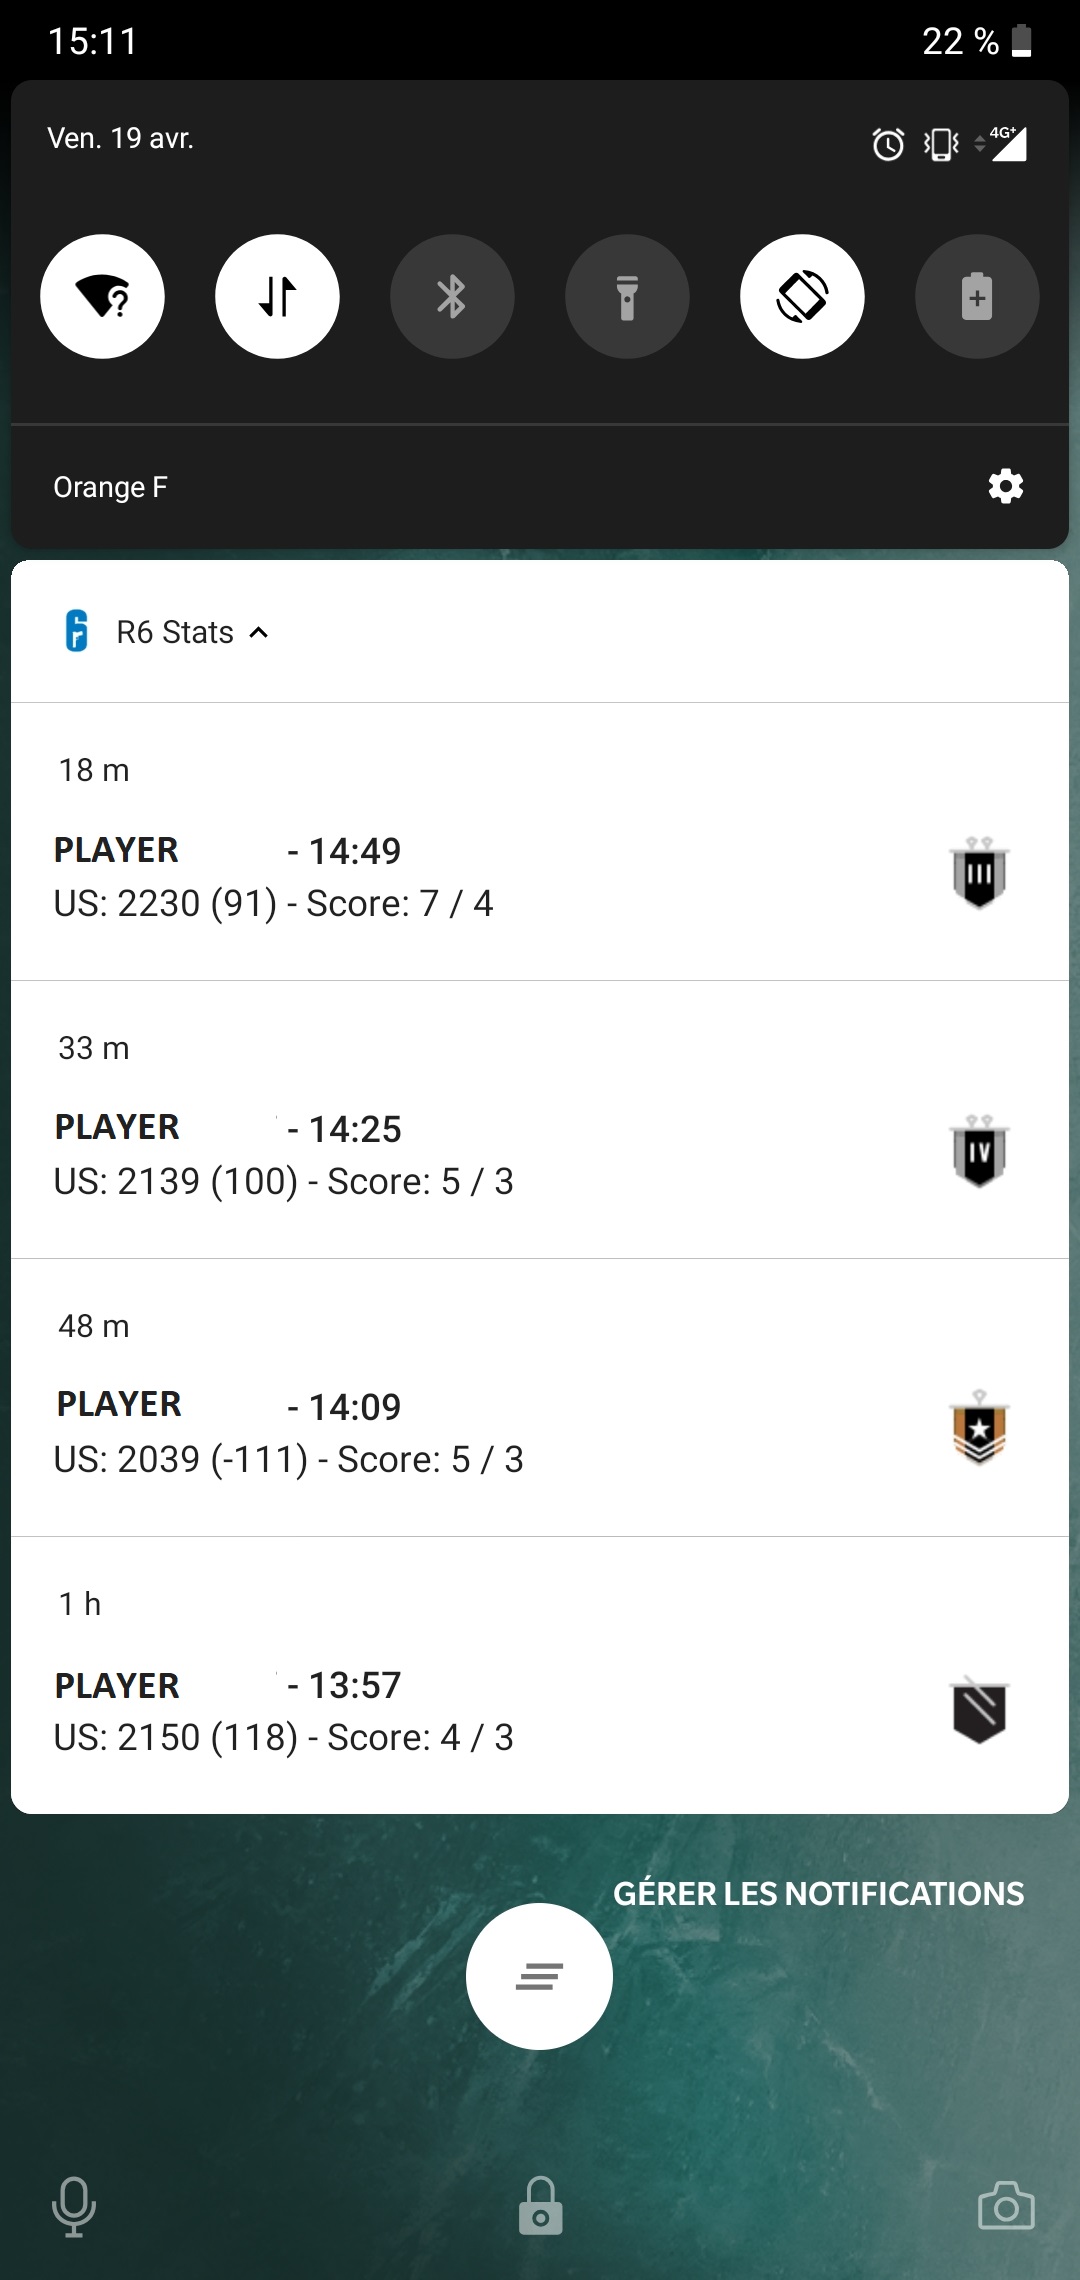 15:11
22 %
Ven. 19 avr.
4G+
Orange F
R6 Stats
18 m
PLAYER - 14:49
US: 2230 (91) - Score: 7 / 4
III
33 m
PLAYER - 14:25
US: 2139 (100) - Score: 5 / 3
IV
48 m
PLAYER - 14:09
US: 2039 (-111) - Score: 5 / 3
1 h
PLAYER - 13:57
US: 2150 (118) - Score: 4 / 3
GÉRER LES NOTIFICATIONS